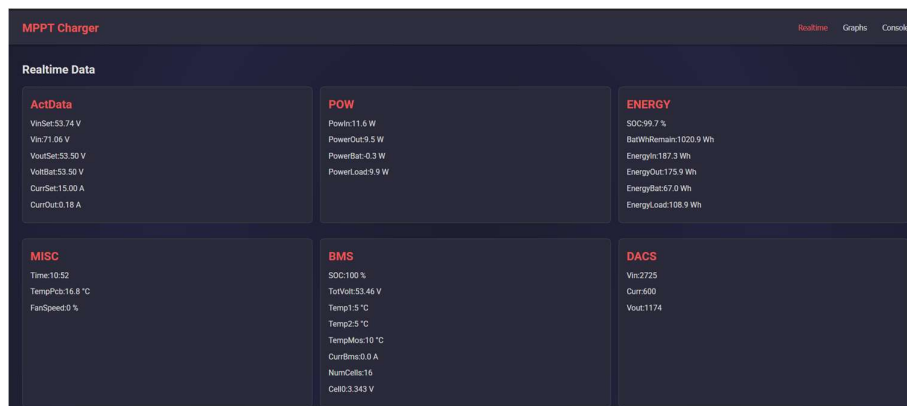 MPPT Charger
Realtime Graphs Console
Realtime Data
ActData
VinSet:53.74 V
Vin:71.06 V
VoutSet:53.50 V
VoltBat:53.50 V
CurrSet:15.00 A
CurrOut:0.18 A
POW
PowIn:11.6 W
PowerOut:9.5 W
PowerBat:-0.3 W
PowerLoad:9.9 W
ENERGY
SOC:99.7 %
BatWhRemain:1020.9 Wh
EnergyIn:187.3 Wh
EnergyOut:175.9 Wh
EnergyBat:67.0 Wh
EnergyLoad:108.9 Wh
MISC
Time:10:52
TempPcb:16.8 °C
FanSpeed:0 %
BMS
SOC:100 %
TotVolt:53.46 V
Temp1:5 °C
Temp2:5 °C
TempMos:10 °C
CurrBms:0.0 A
NumCells:16
Cell0:3.343 V
DACS
Vin:2725
Curr:600
Vout:1174